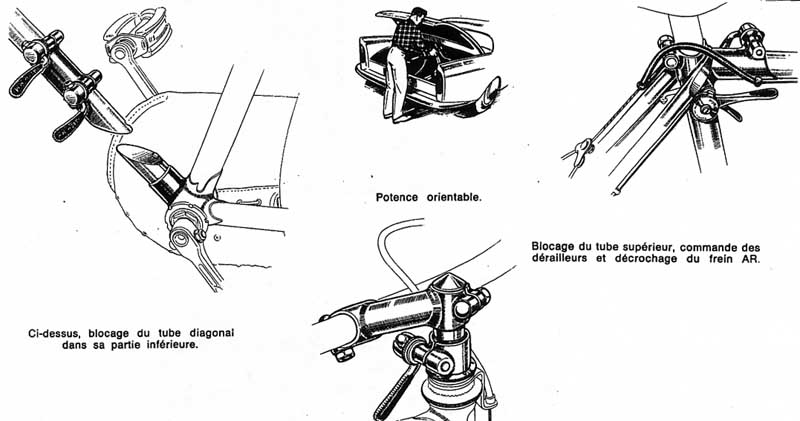 Potence orientable.
Blocage du tube supérieur, commande des
dérailleurs et décrochage du frein AR.
Ci-dessus, blocage du tube diagonal
dans sa partie inférieure.